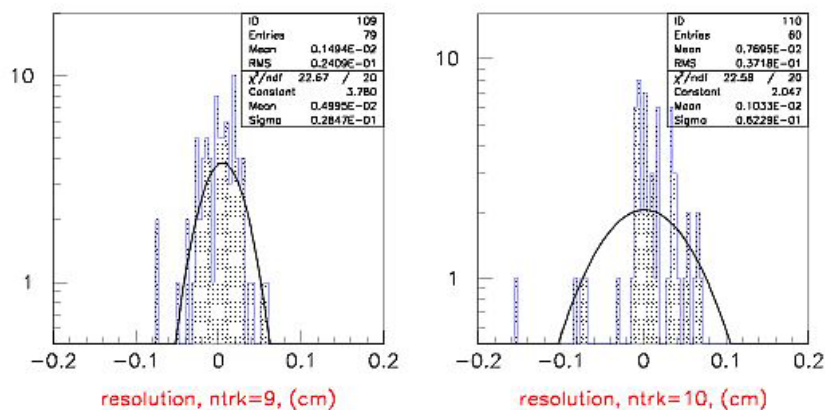 ID 109
Entries 79
Mean 0.1494E-02
RMS 0.2409E-01
χ²/ndf 22.67 / 20
Constant 3.780
Mean 0.4995E-02
Sigma 0.2847E-01
10
1
-0.2 -0.1 0 0.1 0.2
resolution, ntrk=9, (cm)
ID 110
Entries 60
Mean 0.7695E-02
RMS 0.3718E-01
χ²/ndf 22.58 / 20
Constant 2.047
Mean 0.1033E-02
Sigma 0.6229E-01
10
1
-0.2 -0.1 0 0.1 0.2
resolution, ntrk=10, (cm)